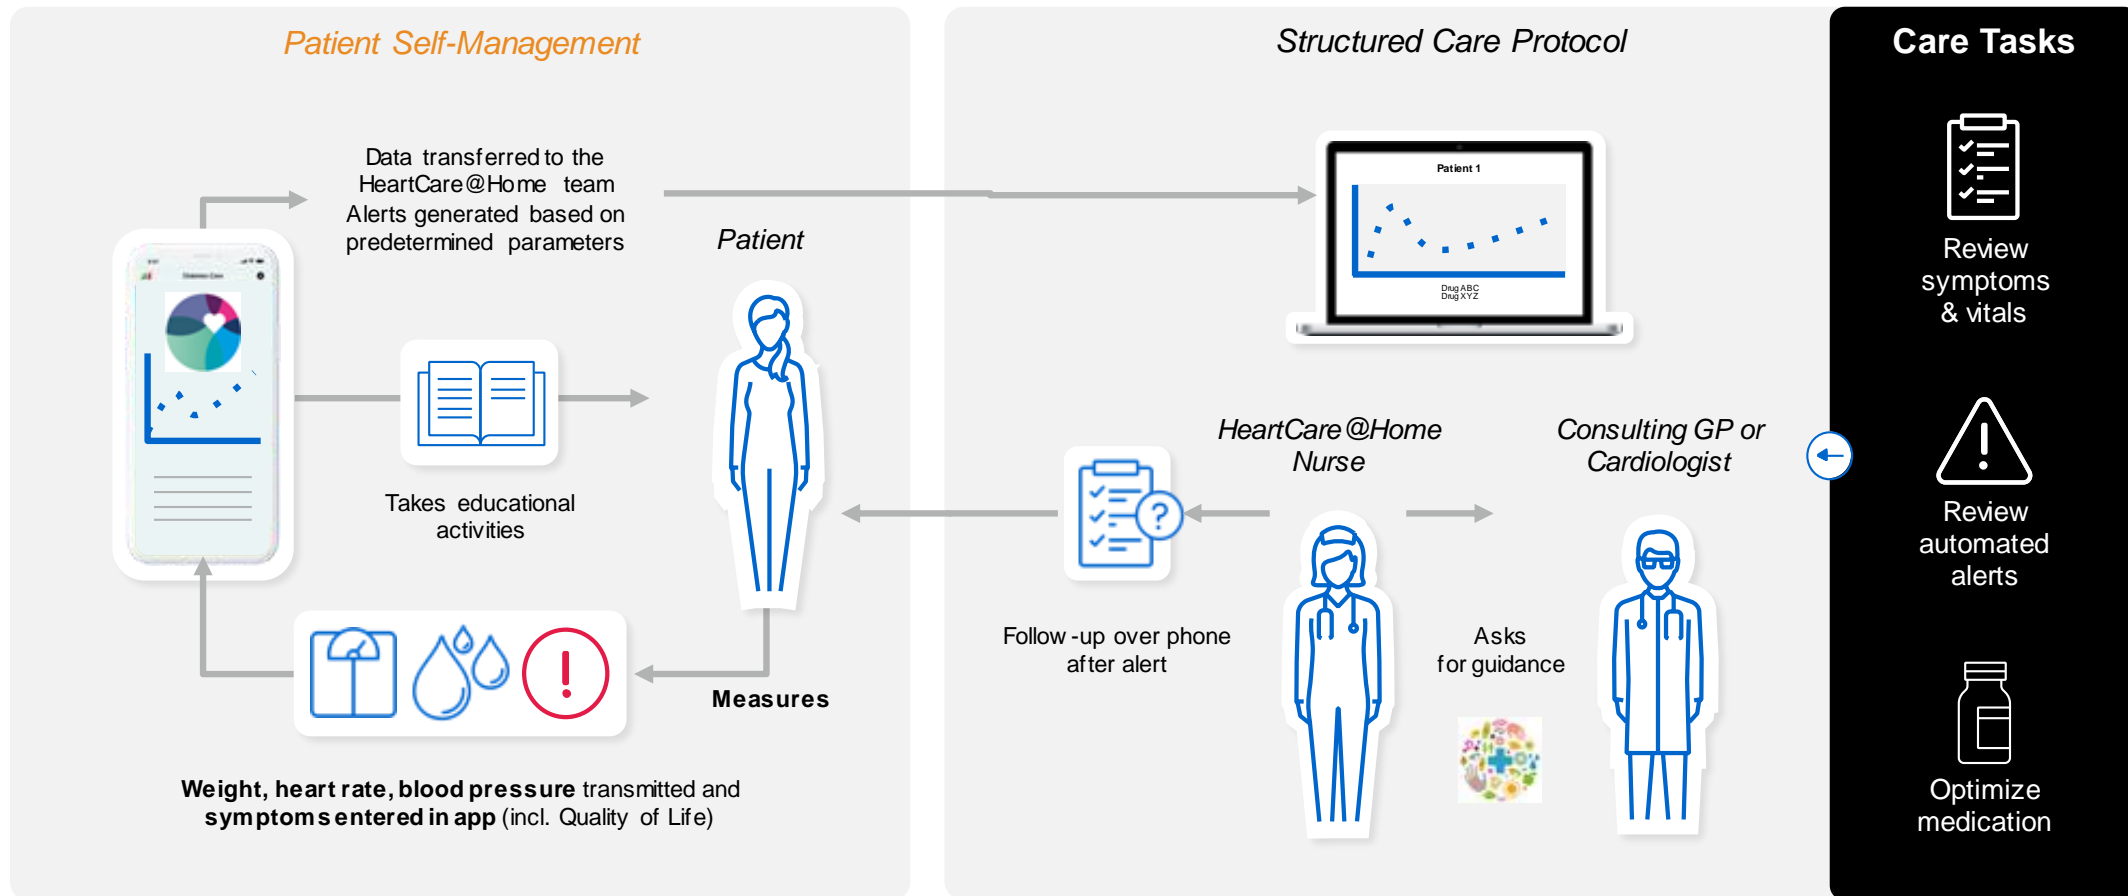 Patient Self-Management
Data transferred to the
HeartCare@Home team
Alerts generated based on
predetermined parameters
Patient
Takes educational
activities
Measures
Weight, heart rate, blood pressure transmitted and
symptoms entered in app (incl. Quality of Life)
Structured Care Protocol
Patient 1
Drug ABC
Drug XYZ
HeartCare@Home
Nurse
Consulting GP or
Cardiologist
?
Follow-up over phone
after alert
Asks
for guidance
Care Tasks
Review
symptoms
& vitals
Review
automated
alerts
Optimize
medication